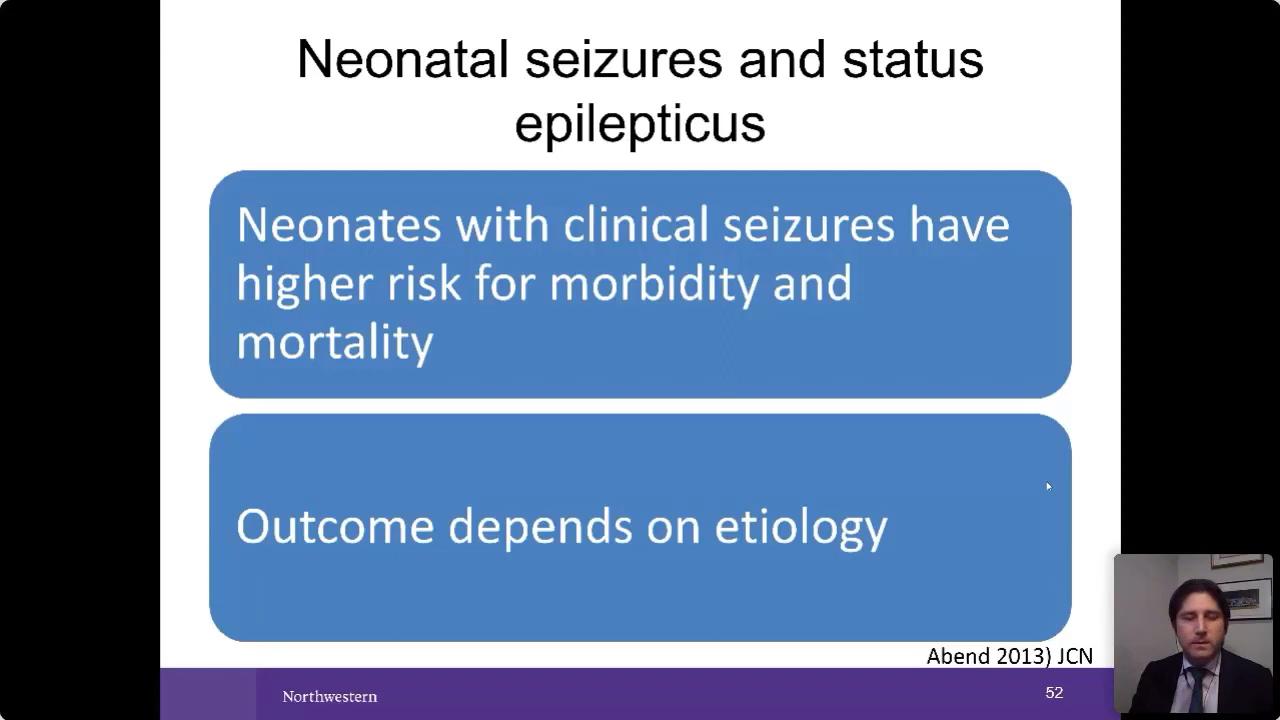 Neonatal seizures and status
epilepticus
Neonates with clinical seizures have
higher risk for morbidity and
mortality
Outcome depends on etiology
Abend 2013) JCN
Northwestern
52